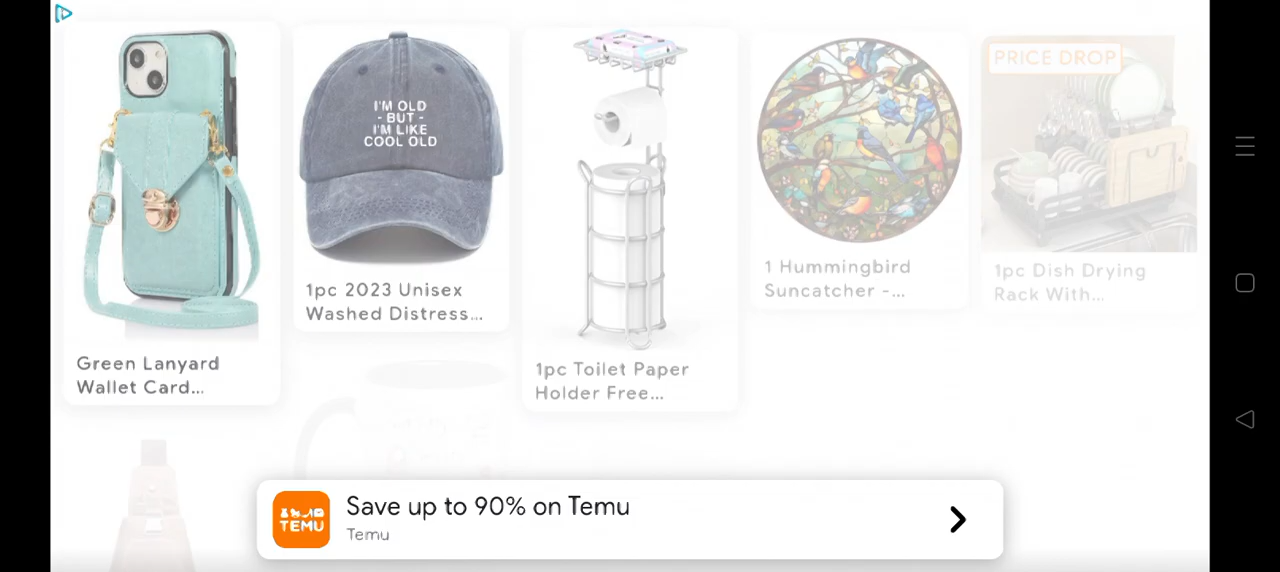 Green Lanyard
Wallet Card...
I'M OLD
- BUT -
I'M LIKE
COOL OLD
1pc 2023 Unisex
Washed Distress...
1pc Toilet Paper
Holder Free...
1 Hummingbird
Suncatcher -...
PRICE DROP
1pc Dish Drying
Rack With...
TEMU
Save up to 90% on Temu
Temu